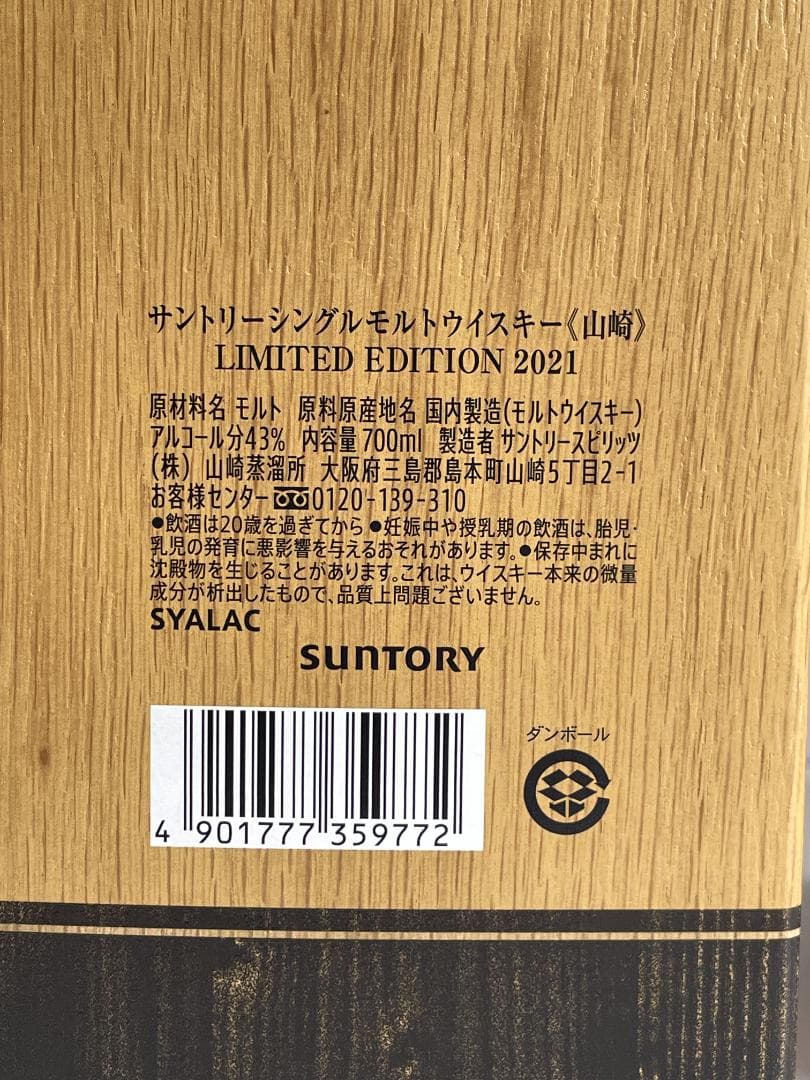 サントリーシングルモルトウイスキー《山崎》
LIMITED EDITION 2021
原材料名 モルト 原料原産地名 国内製造(モルトウイスキー)
アルコール分43% 内容量 700ml 製造者 サントリースピリッツ
(株) 山崎蒸溜所 大阪府三島郡島本町山崎5丁目2-1
お客様センター 0120-139-310
●飲酒は20歳を過ぎてから ●妊娠中や授乳期の飲酒は、胎児・
乳児の発育に悪影響を与えるおそれがあります。●保存中まれに
沈殿物を生じることがあります。これは、ウイスキー本来の微量
成分が析出したもので、品質上問題ございません。
SYALAC
SUNTORY
ダンボール
4 901777 359772